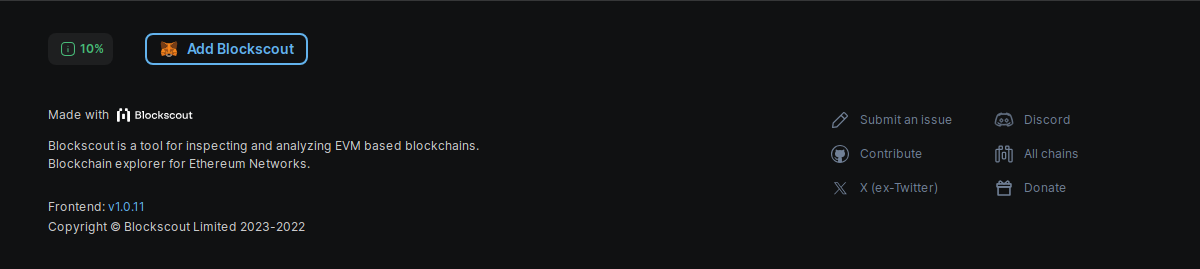 10%
Add Blockscout
Made with Blockscout
Blockscout is a tool for inspecting and analyzing EVM based blockchains.
Blockchain explorer for Ethereum Networks.
Frontend: v1.0.11
Copyright © Blockscout Limited 2023-2022
Submit an issue
Contribute
X (ex-Twitter)
Discord
All chains
Donate